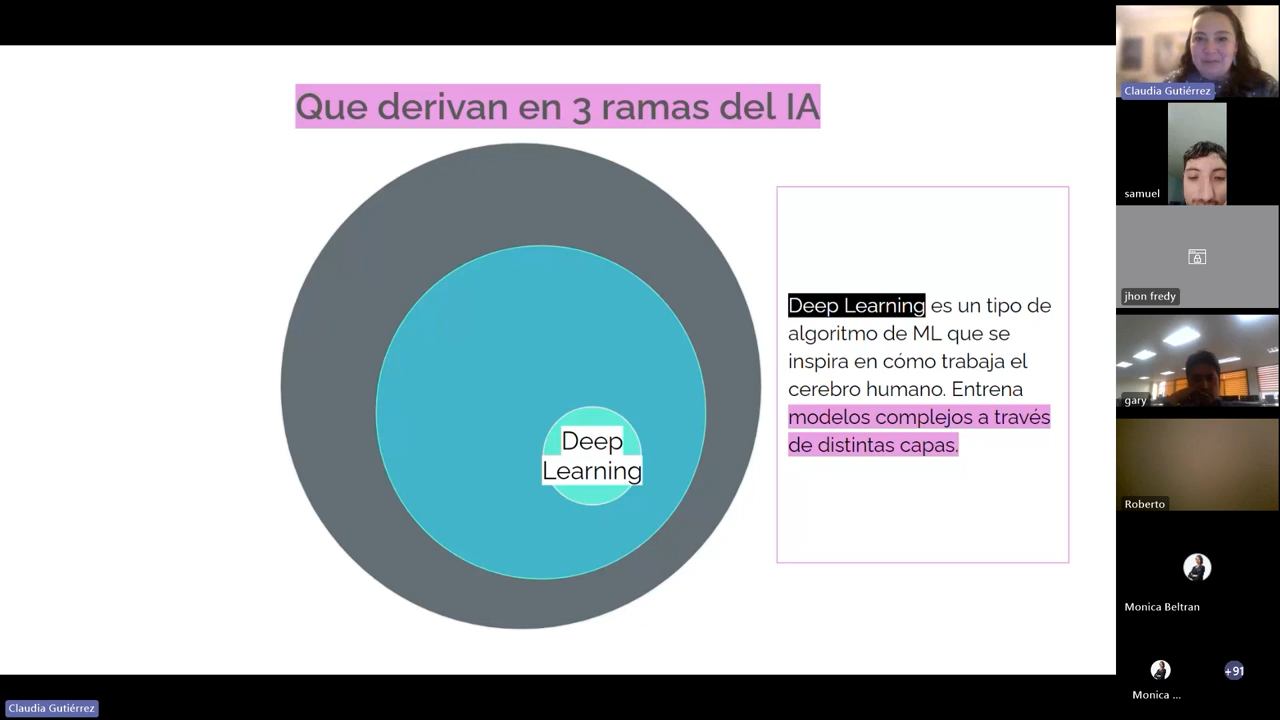 Que derivan en 3 ramas del IA
Deep
Learning
Deep Learning es un tipo de
algoritmo de ML que se
inspira en cómo trabaja el
cerebro humano. Entrena
modelos complejos a través
de distintas capas.
Claudia Gutiérrez
samuel
jhon fredy
gary
Roberto
Monica Beltran
+91
Monica ...
Claudia Gutiérrez